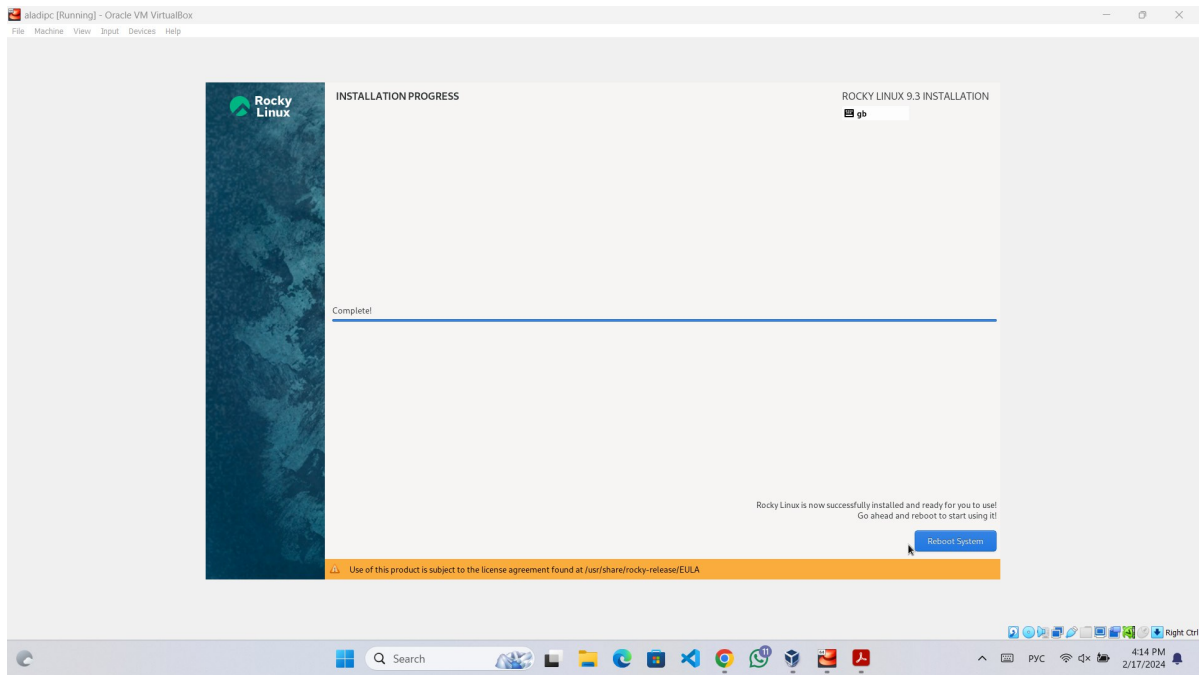 aladipc [Running] - Oracle VM VirtualBox
File Machine View Input Devices Help
Rocky
Linux
INSTALLATION PROGRESS
ROCKY LINUX 9.3 INSTALLATION
gb
Complete!
Rocky Linux is now successfully installed and ready for you to use!
Go ahead and reboot to start using it!
Reboot System
Use of this product is subject to the license agreement found at /usr/share/rocky-release/EULA
Right Ctrl
Search
11
РУС
4:14 PM
2/17/2024